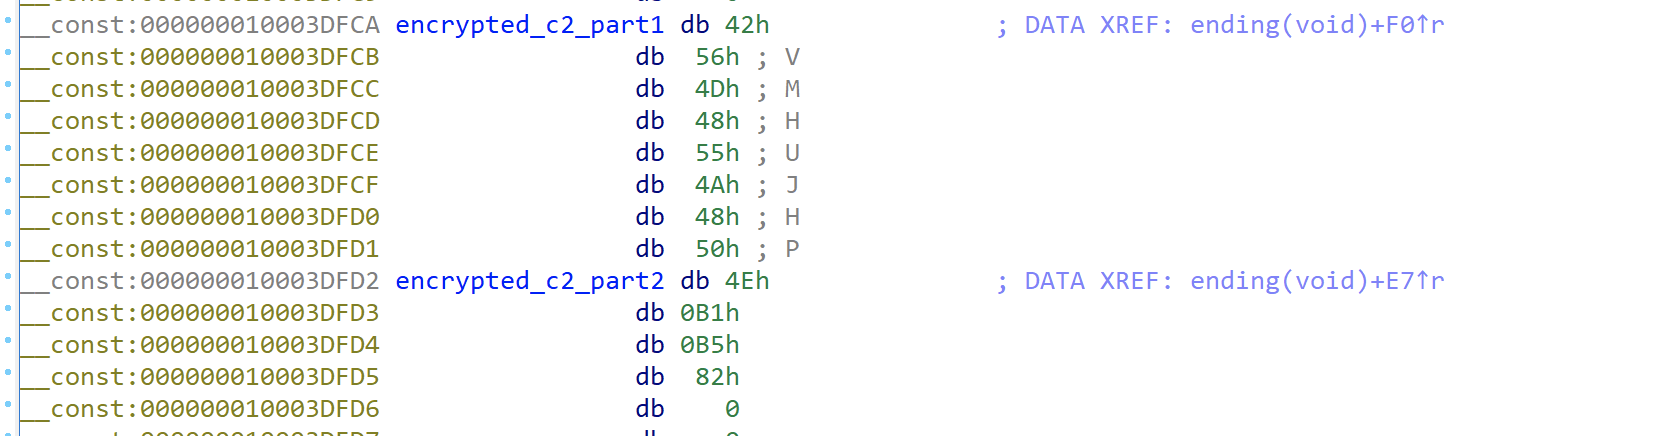 __const:000000010003DFCA encrypted_c2_part1 db 42h ; DATA XREF: ending(void)+F0↑r
__const:000000010003DFCB db 56h ; V
__const:000000010003DFCC db 4Dh ; M
__const:000000010003DFCD db 48h ; H
__const:000000010003DFCE db 55h ; U
__const:000000010003DFCF db 4Ah ; J
__const:000000010003DFD0 db 48h ; H
__const:000000010003DFD1 db 50h ; P
__const:000000010003DFD2 encrypted_c2_part2 db 4Eh ; DATA XREF: ending(void)+E7↑r
__const:000000010003DFD3 db 0B1h
__const:000000010003DFD4 db 0B5h
__const:000000010003DFD5 db 82h
__const:000000010003DFD6 db 0